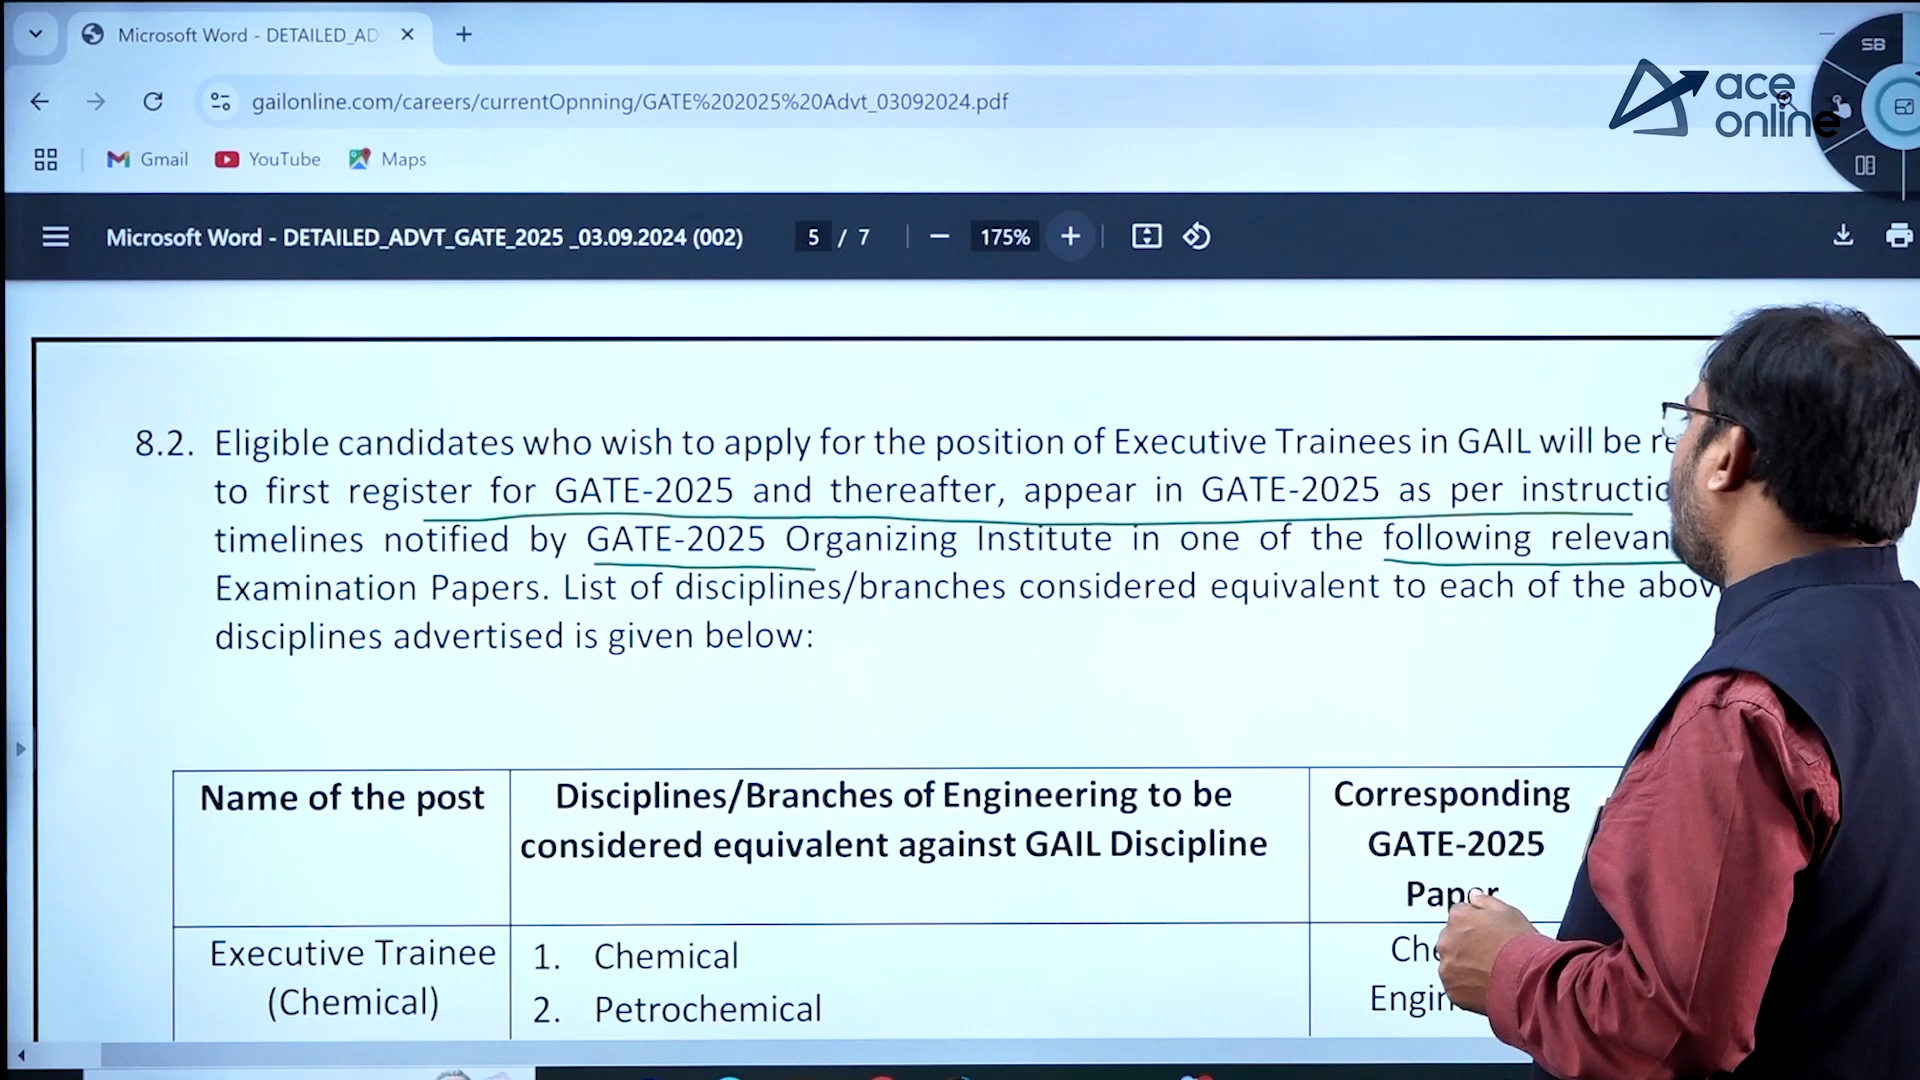 Microsoft Word - DETAILED_AD
gailonline.com/careers/currentOpnning/GATE%202025%20Advt_03092024.pdf
ace
online
SB
Gmail
YouTube
Maps
Microsoft Word - DETAILED_ADVT_GATE_2025 _03.09.2024 (002)
5 / 7
175%
8.2. Eligible candidates who wish to apply for the position of Executive Trainees in GAIL will be
to first register for GATE-2025 and thereafter, appear in GATE-2025 as per
timelines notified by GATE-2025 Organizing Institute in one of the following
Examination Papers. List of disciplines/branches considered equivalent to each of the
disciplines advertised is given below:
Name of the post
Disciplines/Branches of Engineering to be
considered equivalent against GAIL Discipline
Corresponding
GATE-2025
Paper
Executive Trainee
(Chemical)
1. Chemical
2. Petrochemical